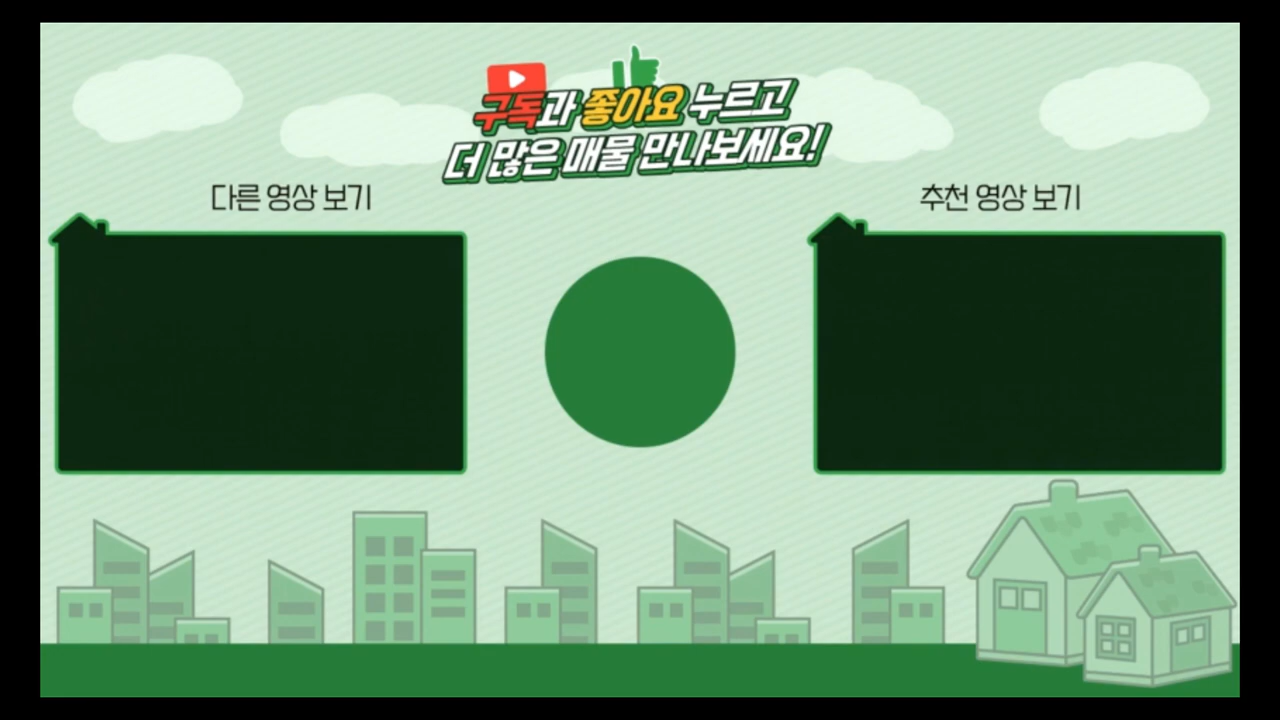 구독과 좋아요 누르고
더 많은 매물 만나보세요!
다른 영상 보기
추천 영상 보기